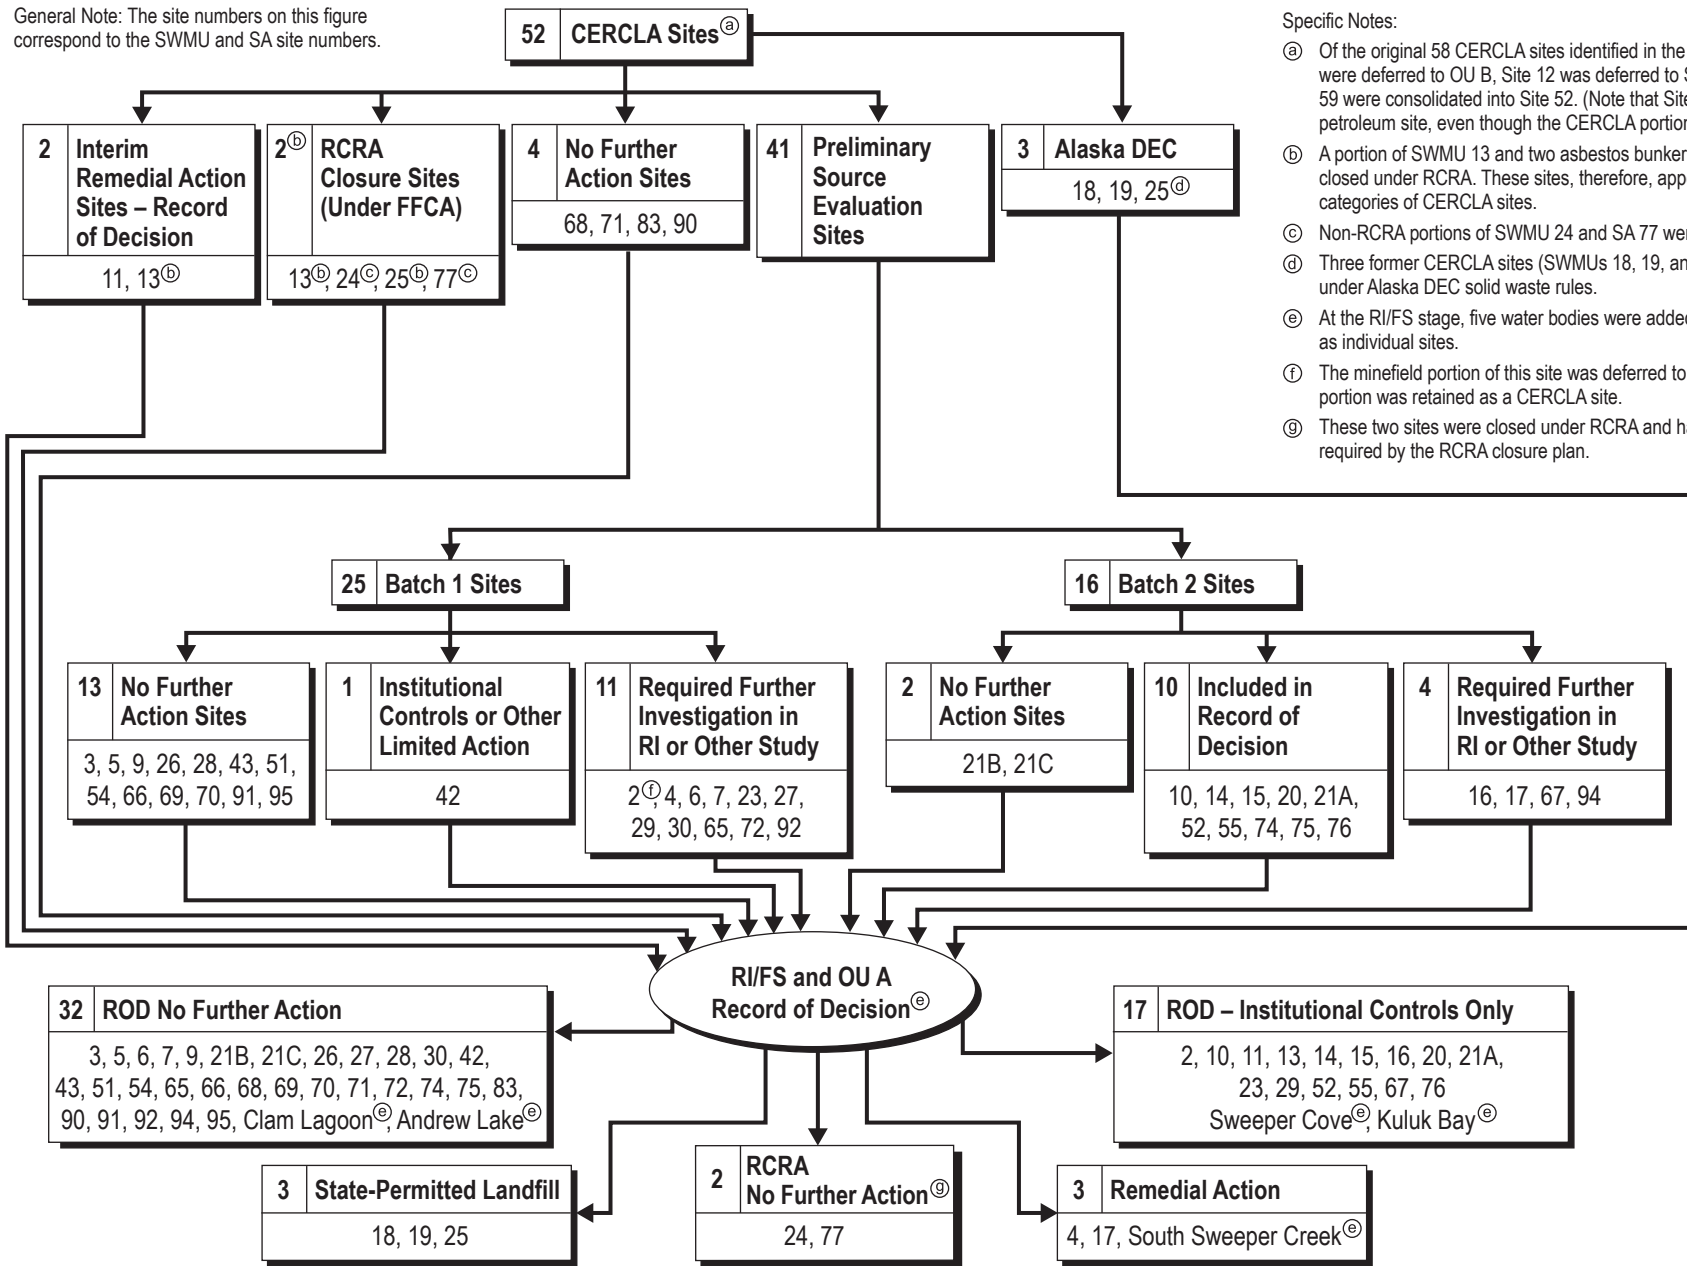 General Note: The site numbers on this figure
correspond to the SWMU and SA site numbers.
52 CERCLA Sites ⓐ
Specific Notes:
ⓐ Of the original 58 CERCLA sites identified in the
were deferred to OU B, Site 12 was deferred to S
59 were consolidated into Site 52. (Note that Site
petroleum site, even though the CERCLA portion
ⓑ A portion of SWMU 13 and two asbestos bunker
closed under RCRA. These sites, therefore, app
categories of CERCLA sites.
ⓒ Non-RCRA portions of SWMU 24 and SA 77 wer
ⓓ Three former CERCLA sites (SWMUs 18, 19, an
under Alaska DEC solid waste rules.
ⓔ At the RI/FS stage, five water bodies were added
as individual sites.
ⓕ The minefield portion of this site was deferred to
portion was retained as a CERCLA site.
ⓖ These two sites were closed under RCRA and ha
required by the RCRA closure plan.
2 Interim
Remedial Action
Sites – Record
of Decision
11, 13ⓑ
2ⓑ RCRA
Closure Sites
(Under FFCA)
13ⓑ, 24ⓒ, 25ⓑ, 77ⓒ
4 No Further
Action Sites
68, 71, 83, 90
41 Preliminary
Source
Evaluation
Sites
3 Alaska DEC
18, 19, 25ⓓ
25 Batch 1 Sites
16 Batch 2 Sites
13 No Further
Action Sites
3, 5, 9, 26, 28, 43, 51,
54, 66, 69, 70, 91, 95
1 Institutional
Controls or Other
Limited Action
42
11 Required Further
Investigation in
RI or Other Study
2ⓕ, 4, 6, 7, 23, 27,
29, 30, 65, 72, 92
2 No Further
Action Sites
21B, 21C
10 Included in
Record of
Decision
10, 14, 15, 20, 21A,
52, 55, 74, 75, 76
4 Required Further
Investigation in
RI or Other Study
16, 17, 67, 94
RI/FS and OU A
Record of Decisionⓔ
32 ROD No Further Action
3, 5, 6, 7, 9, 21B, 21C, 26, 27, 28, 30, 42,
43, 51, 54, 65, 66, 68, 69, 70, 71, 72, 74, 75, 83,
90, 91, 92, 94, 95, Clam Lagoonⓔ, Andrew Lakeⓔ
17 ROD – Institutional Controls Only
2, 10, 11, 13, 14, 15, 16, 20, 21A,
23, 29, 52, 55, 67, 76
Sweeper Coveⓔ, Kuluk Bayⓔ
3 State-Permitted Landfill
18, 19, 25
2 RCRA
No Further Actionⓖ
24, 77
3 Remedial Action
4, 17, South Sweeper Creekⓔ